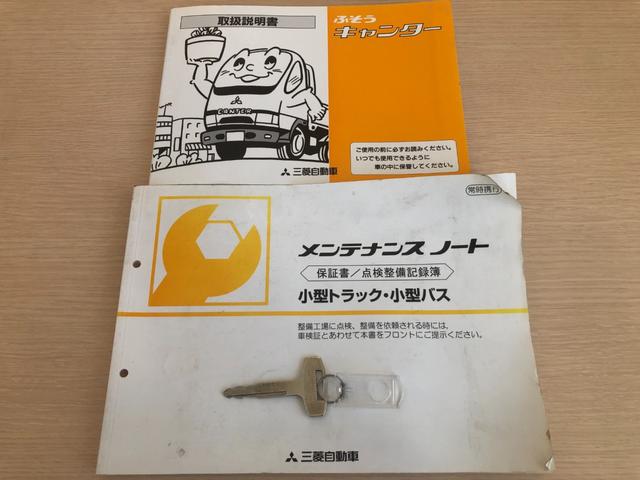 取扱説明書
ふそう
キャンター
CANTER
ご使用の前に必ずお読みください。
いつでも使用できるように
車の中に保管してください。
三菱自動車
常時携行
メンテナンス ノート
保証書／点検整備記録簿
小型トラック・小型バス
整備工場に点検、整備を依頼される時には、
車検証とあわせて本書をフロントにご提示ください。
三菱自動車